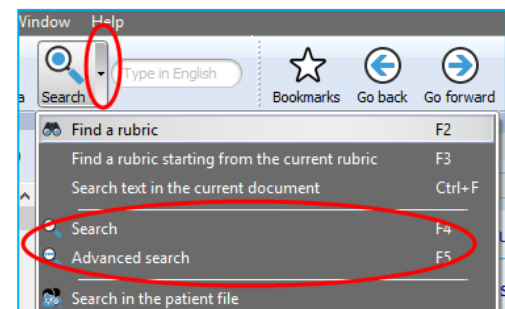 Window Help
Type in English
Search Bookmarks Go back Go forward
Find a rubric F2
Find a rubric starting from the current rubric F3
Search text in the current document Ctrl+F
Search F4
Advanced search F5
Search in the patient file